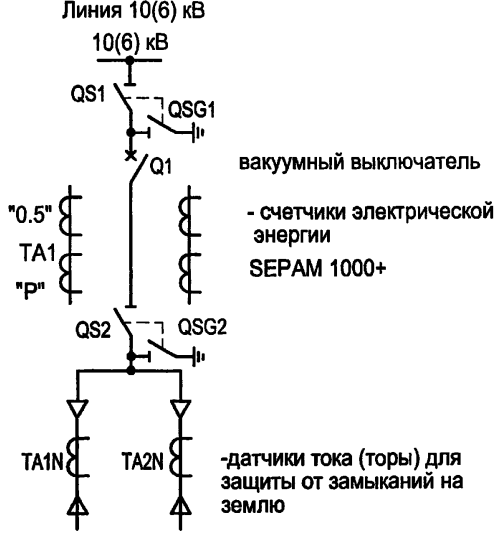 Линия 10(6) кВ
10(6) кВ
QS1
QSG1
Q1
вакуумный выключатель
"0.5"
- счетчики электрической
энергии
TA1
SEPAM 1000+
"P"
QS2
QSG2
TA1N
TA2N
-датчики тока (торы) для
защиты от замыканий на
землю